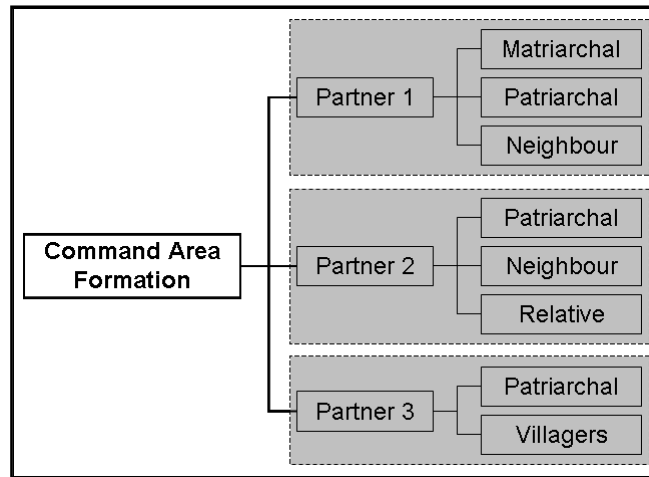 Matriarchal
Partner 1
Patriarchal
Neighbour
Patriarchal
Command Area
Formation
Partner 2
Neighbour
Relative
Patriarchal
Partner 3
Villagers